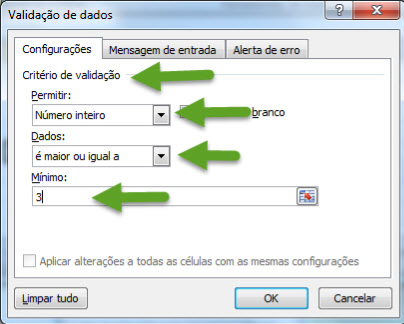 Validação de dados
Configurações Mensagem de entrada Alerta de erro
Critério de validação
Permitir:
Número inteiro branco
Dados:
é maior ou igual a
Mínimo:
3
Aplicar alterações a todas as células com as mesmas configurações
Limpar tudo OK Cancelar